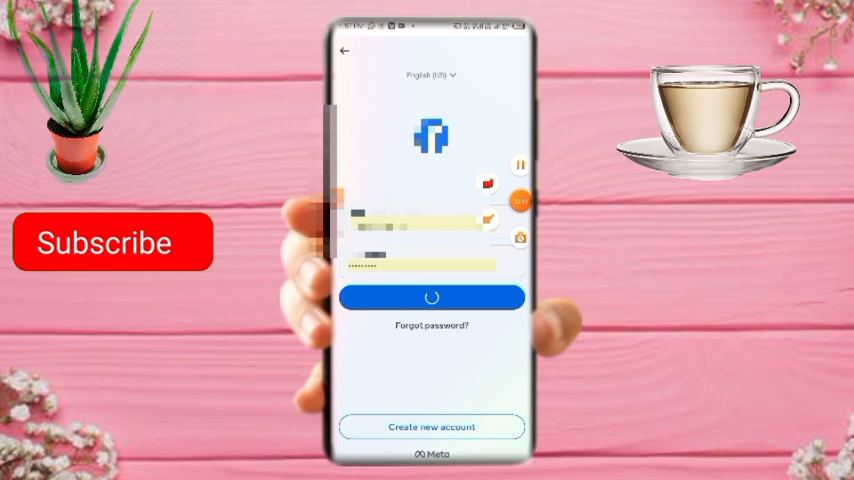 English (US)
Subscribe
Forgot password?
Create new account
Meta